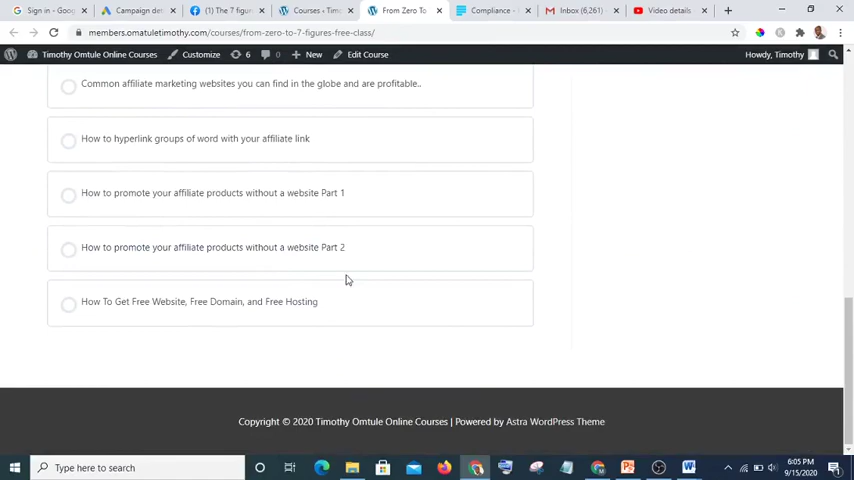 Sign in - Goog
Campaign det
(1) The 7 figur
Courses ‹ Timo
From Zero To
Compliance -
Inbox (6,261)
Video details
members.omatuletimothy.com/courses/from-zero-to-7-figures-free-class/
Timothy Omatule Online Courses
Customize
6
0
New
Edit Course
Howdy, Timothy
Common affiliate marketing websites you can find in the globe and are profitable..
How to hyperlink groups of word with your affiliate link
How to promote your affiliate products without a website Part 1
How to promote your affiliate products without a website Part 2
How To Get Free Website, Free Domain, and Free Hosting
Copyright © 2020 Timothy Omtule Online Courses | Powered by Astra WordPress Theme
Type here to search
6:05 PM
9/15/2020